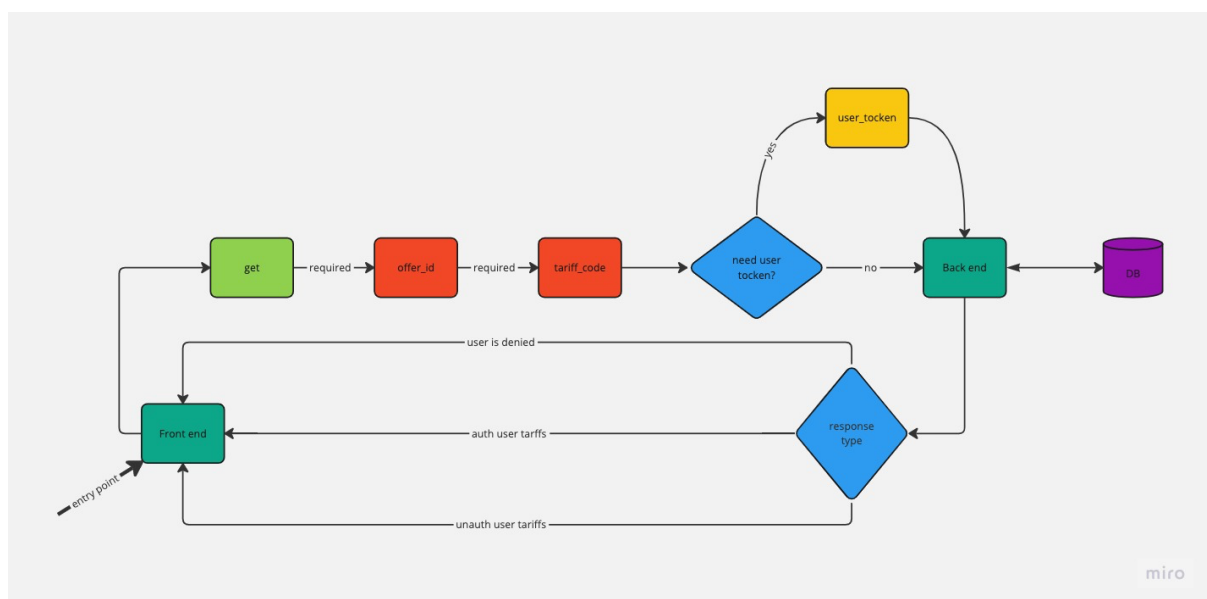 user_tocken
yes
get
required
offer_id
required
tariff_code
need user
tocken?
no
Back end
DB
user is denied
Front end
auth user tarffs
response
type
entry point
unauth user tariffs
miro